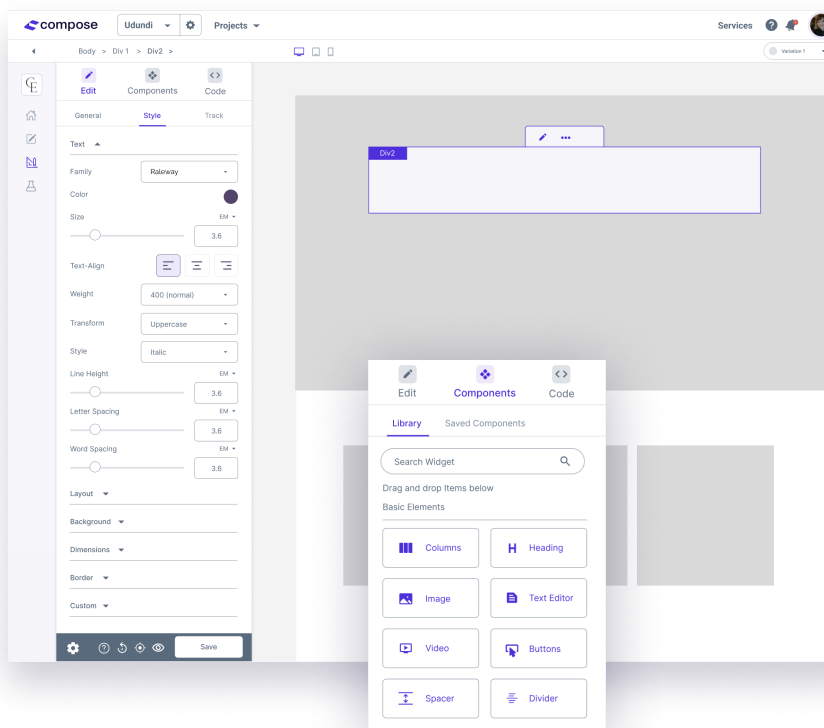 compose
Udundi
Projects
Services
Body > Div 1 > Div2 >
Variation 1
CE
Edit
Components
Code
General
Style
Track
Text
Family
Raleway
Color
Size
EM
3.6
Text-Align
Weight
400 (normal)
Transform
Uppercase
Style
Italic
Line Height
EM
3.6
Letter Spacing
EM
3.6
Word Spacing
EM
3.6
Layout
Background
Dimensions
Border
Custom
Save
Div2
Edit
Components
Code
Library
Saved Components
Search Widget
Drag and drop Items below
Basic Elements
Columns
Heading
Image
Text Editor
Video
Buttons
Spacer
Divider